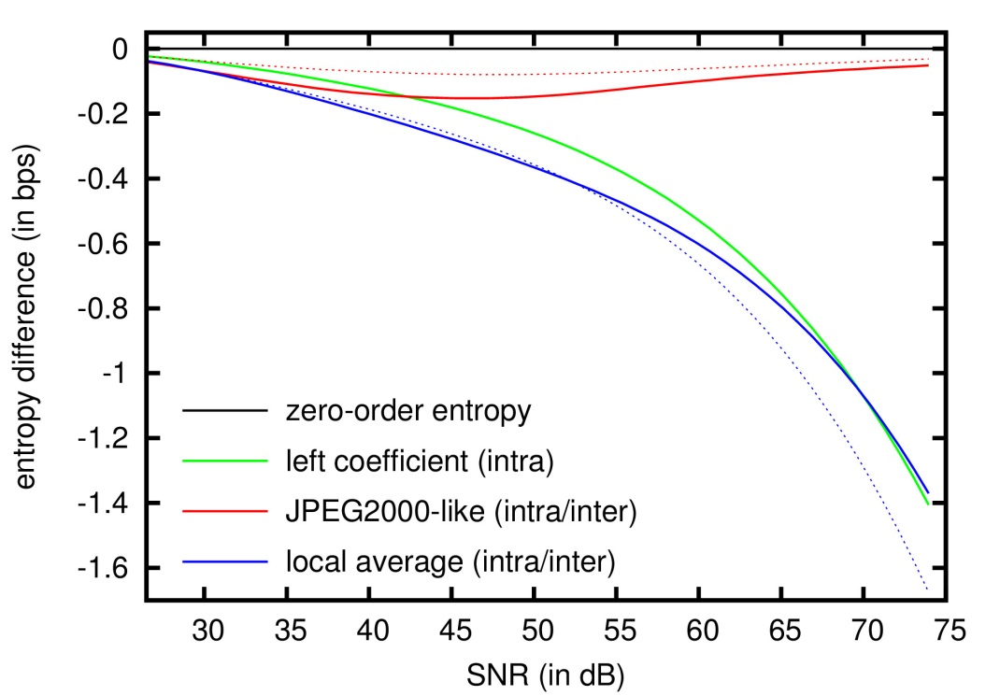 0
-0.2
-0.4
-0.6
-0.8
-1
-1.2
-1.4
-1.6
entropy difference (in bps)
zero-order entropy
left coefficient (intra)
JPEG2000-like (intra/inter)
local average (intra/inter)
30 35 40 45 50 55 60 65 70 75
SNR (in dB)